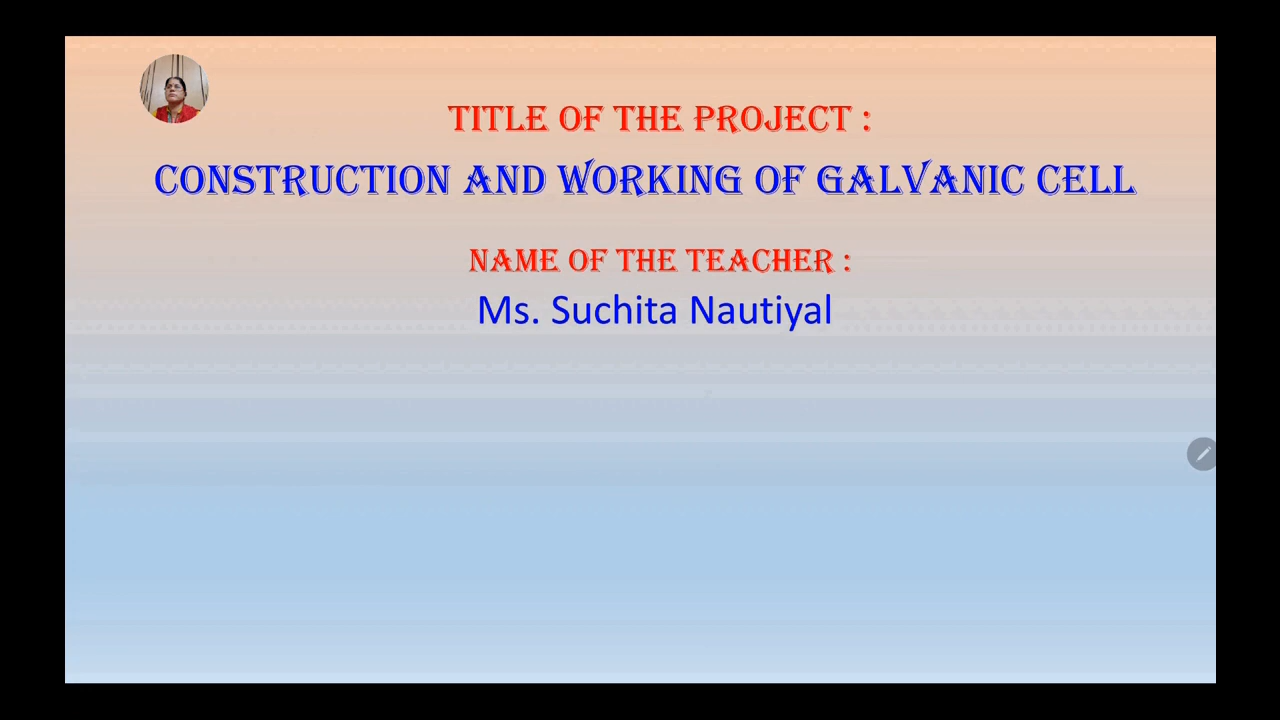 TITLE OF THE PROJECT :
CONSTRUCTION AND WORKING OF GALVANIC CELL
NAME OF THE TEACHER :
Ms. Suchita Nautiyal